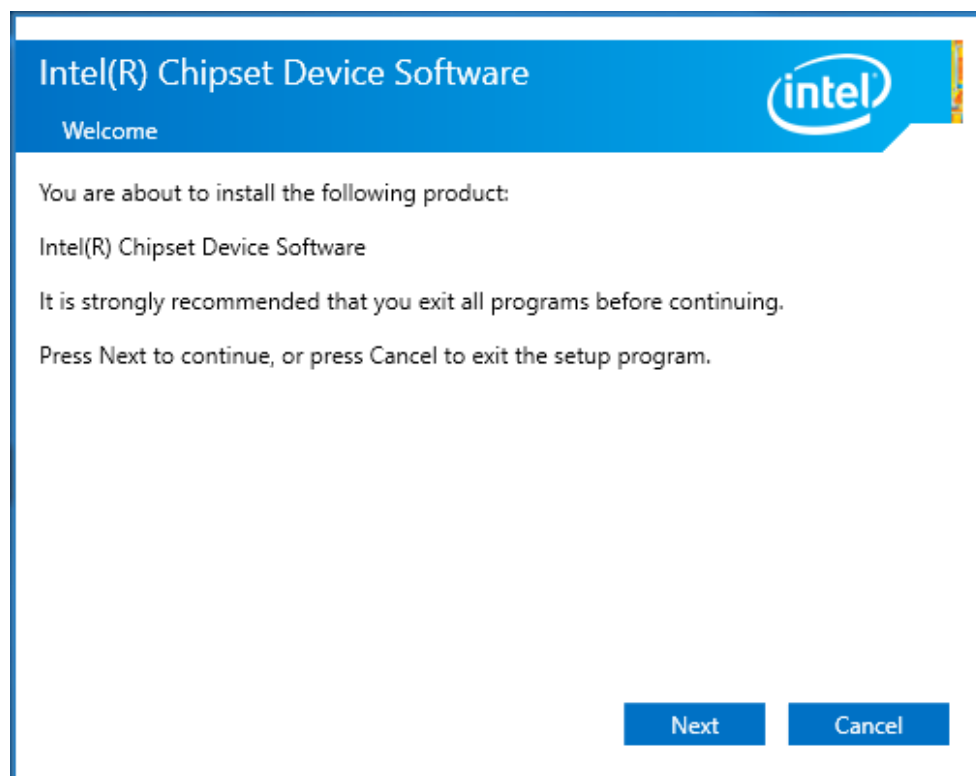 Intel(R) Chipset Device Software
intel
Welcome
You are about to install the following product:
Intel(R) Chipset Device Software
It is strongly recommended that you exit all programs before continuing.
Press Next to continue, or press Cancel to exit the setup program.
Next
Cancel